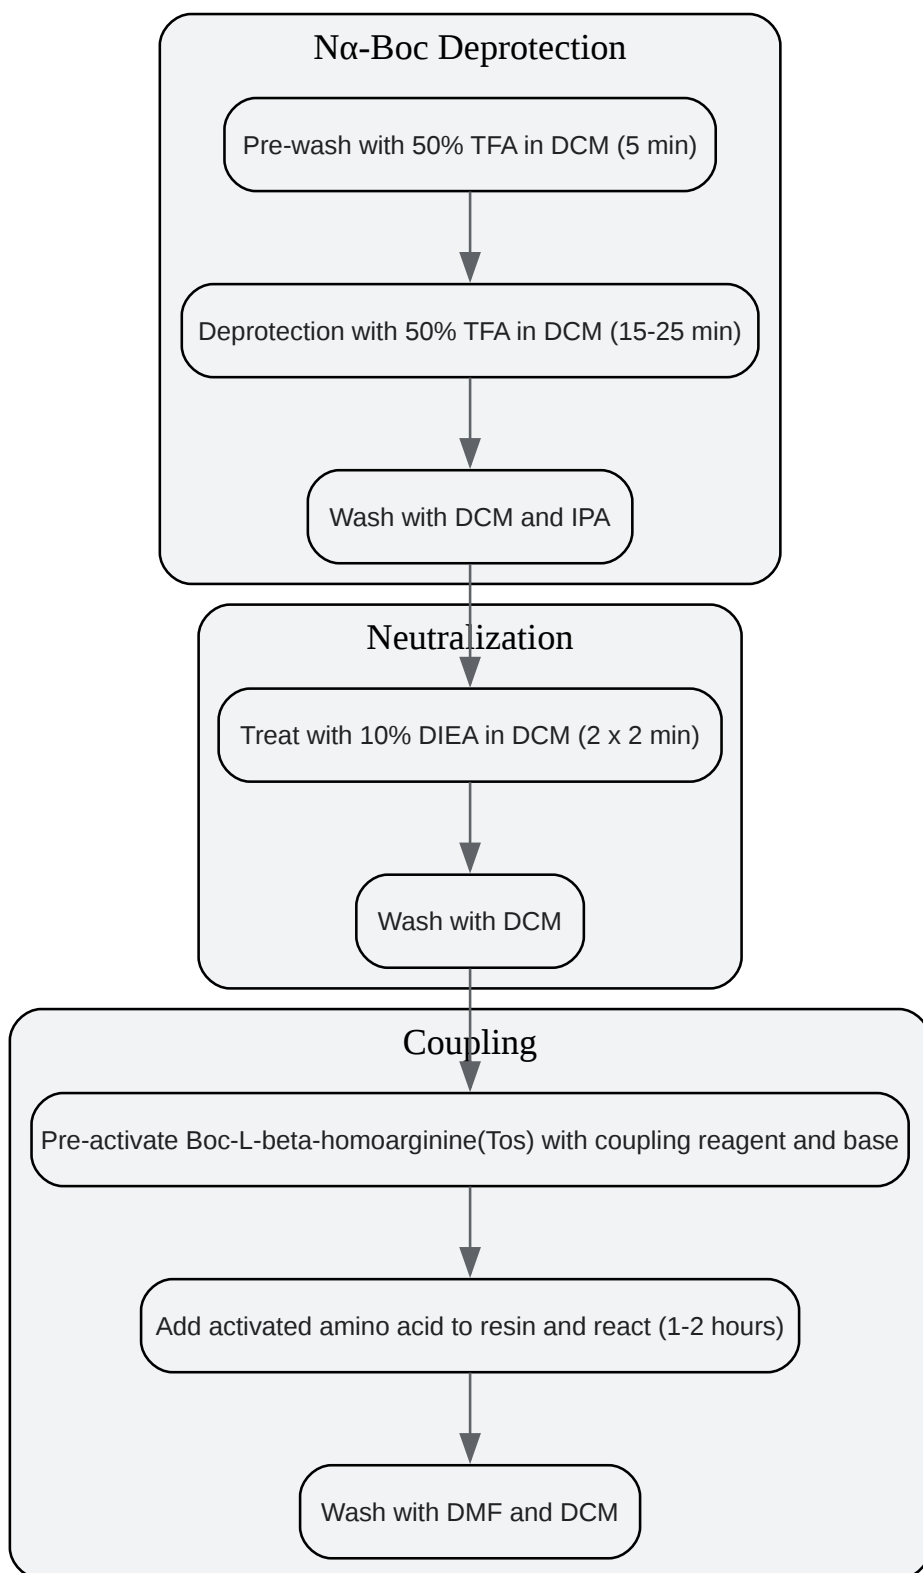 Nα-Boc Deprotection
Pre-wash with 50% TFA in DCM (5 min)
Deprotection with 50% TFA in DCM (15-25 min)
Wash with DCM and IPA
Neutralization
Treat with 10% DIEA in DCM (2 x 2 min)
Wash with DCM
Coupling
Pre-activate Boc-L-beta-homoarginine(Tos) with coupling reagent and base
Add activated amino acid to resin and react (1-2 hours)
Wash with DMF and DCM